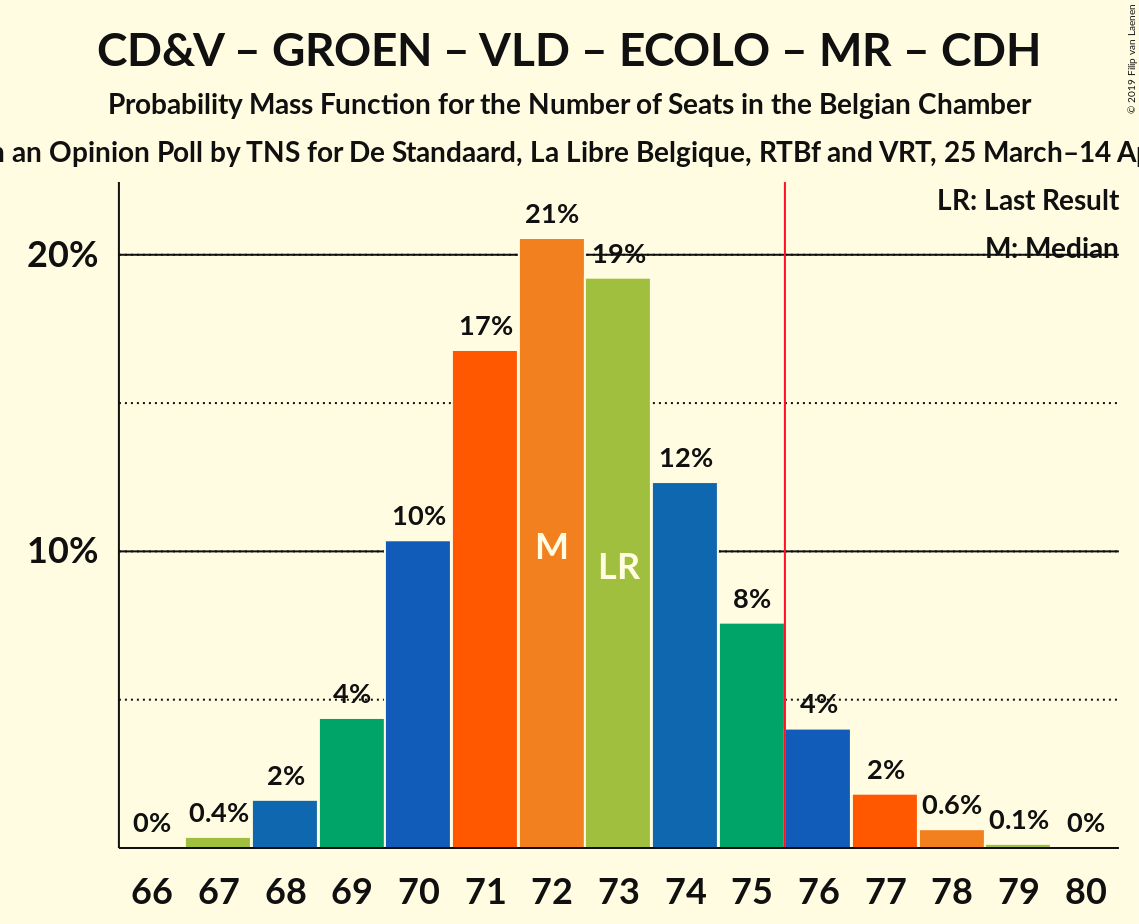 CD&V – GROEN – VLD – ECOLO – MR – CDH
Probability Mass Function for the Number of Seats in the Belgian Chamber
an Opinion Poll by TNS for De Standaard, La Libre Belgique, RTBf and VRT, 25 March–14
© 2019 Filip van Laenen
LR: Last Result
M: Median
20%
10%
0%
0.4%
2%
4%
10%
17%
21%
19%
12%
8%
4%
2%
0.6%
0.1%
0%
M
LR
66 67 68 69 70 71 72 73 74 75 76 77 78 79 80